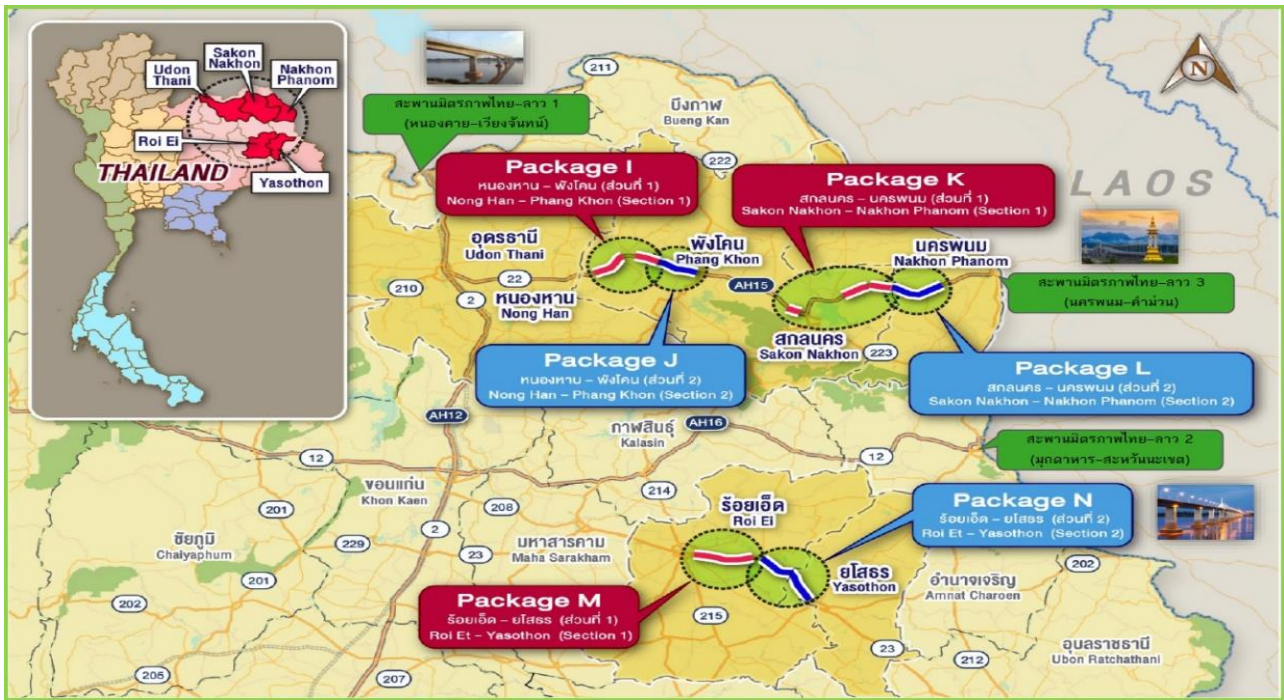 Sakon
Nakhon
Udon
Thani
Nakhon
Phanom
Roi Ei
THAILAND
Yasothon
211
N
สะพานมิตรภาพไทย-ลาว 1
(หนองคาย-เวียงจันทน์)
บึงกาฬ
Bueng Kan
222
LAOS
Package I
หนองหาน – พังโคน (ส่วนที่ 1)
Nong Han – Phang Khon (Section 1)
Package K
สกลนคร – นครพนม (ส่วนที่ 1)
Sakon Nakhon – Nakhon Phanom (Section 1)
อุดรธานี
Udon Thani
พังโคน
Phang Khon
นครพนม
Nakhon Phanom
210
22
2
AH15
หนองหาน
Nong Han
สะพานมิตรภาพไทย-ลาว 3
(นครพนม-คำม่วน)
สกลนคร
Sakon Nakhon
223
Package J
หนองหาน – พังโคน (ส่วนที่ 2)
Nong Han – Phang Khon (Section 2)
Package L
สกลนคร – นครพนม (ส่วนที่ 2)
Sakon Nakhon – Nakhon Phanom (Section 2)
AH12
กาฬสินธุ์
Kalasin
AH16
สะพานมิตรภาพไทย-ลาว 2
(มุกดาหาร-สะหวันนะเขต)
12
12
ขอนแก่น
Khon Kaen
214
201
208
ร้อยเอ็ด
Roi Ei
Package N
ร้อยเอ็ด – ยโสธร (ส่วนที่ 2)
Roi Et – Yasothon (Section 2)
ชัยภูมิ
Chaiyaphum
229
2
23
มหาสารคาม
Maha Sarakham
201
202
ยโสธร
Yasothon
อำนาจเจริญ
Amnat Charoen
202
Package M
ร้อยเอ็ด – ยโสธร (ส่วนที่ 1)
Roi Et – Yasothon (Section 1)
215
23
212
อุบลราชธานี
Ubon Ratchathani
205
207